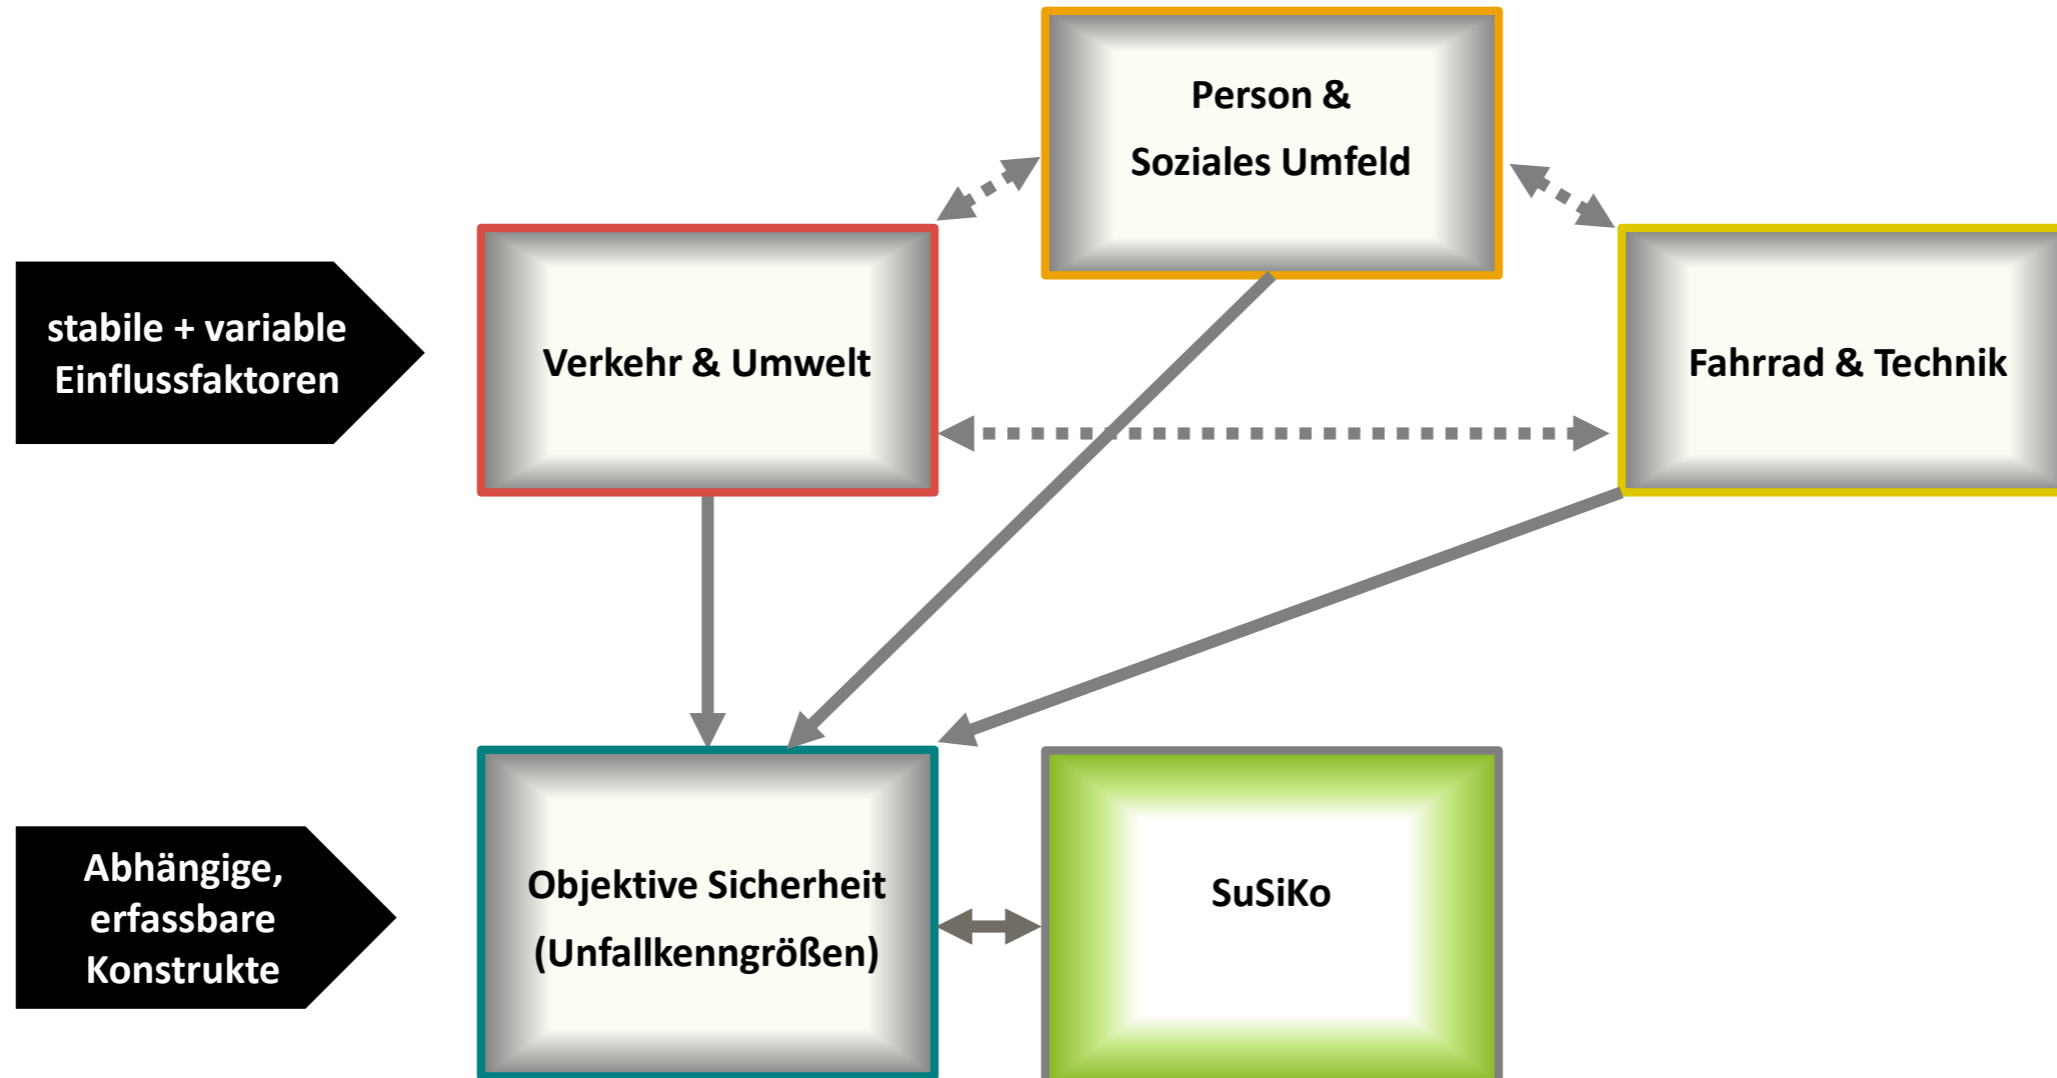 Person &
Soziales Umfeld
stabile + variable
Einflussfaktoren
Verkehr & Umwelt
Fahrrad & Technik
Abhängige,
erfassbare
Konstrukte
Objektive Sicherheit
(Unfallkenngrößen)
SuSiKo